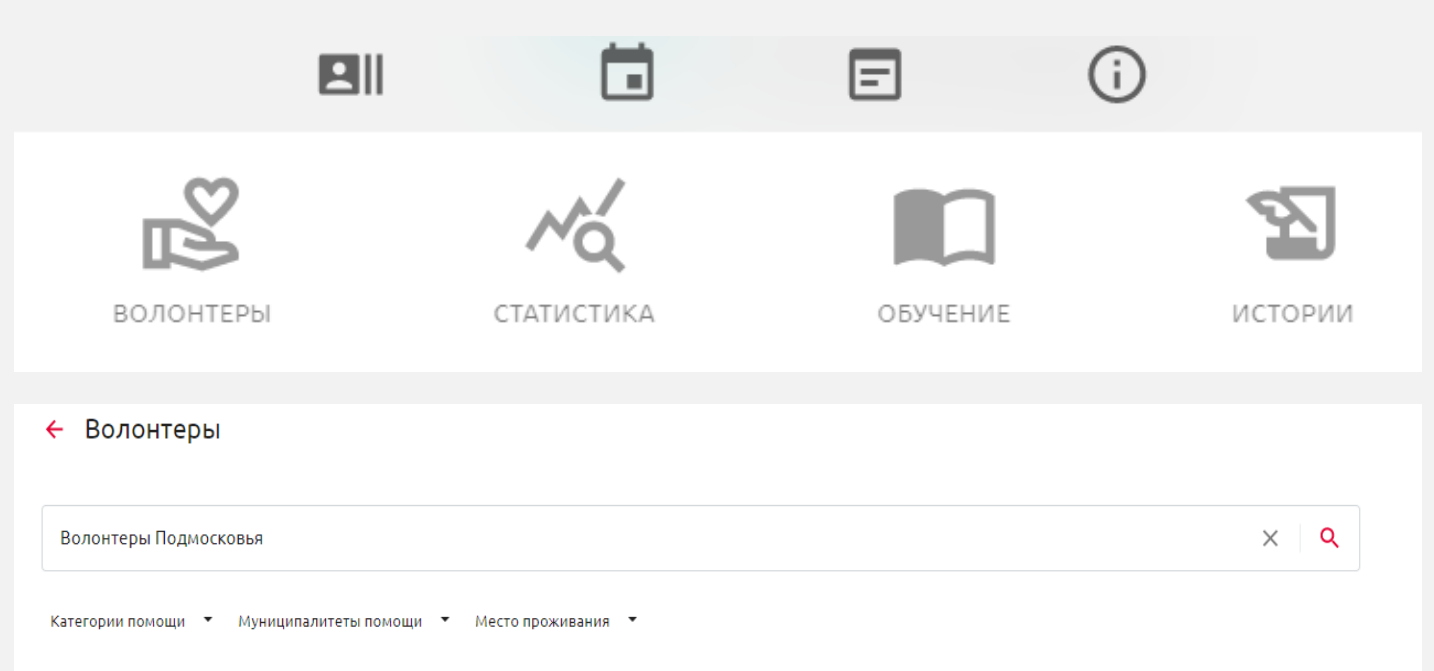 ВОЛОНТЕРЫ СТАТИСТИКА ОБУЧЕНИЕ ИСТОРИИ
Волонтеры
Волонтеры Подмосковья
Категории помощи Муниципалитеты помощи Место проживания